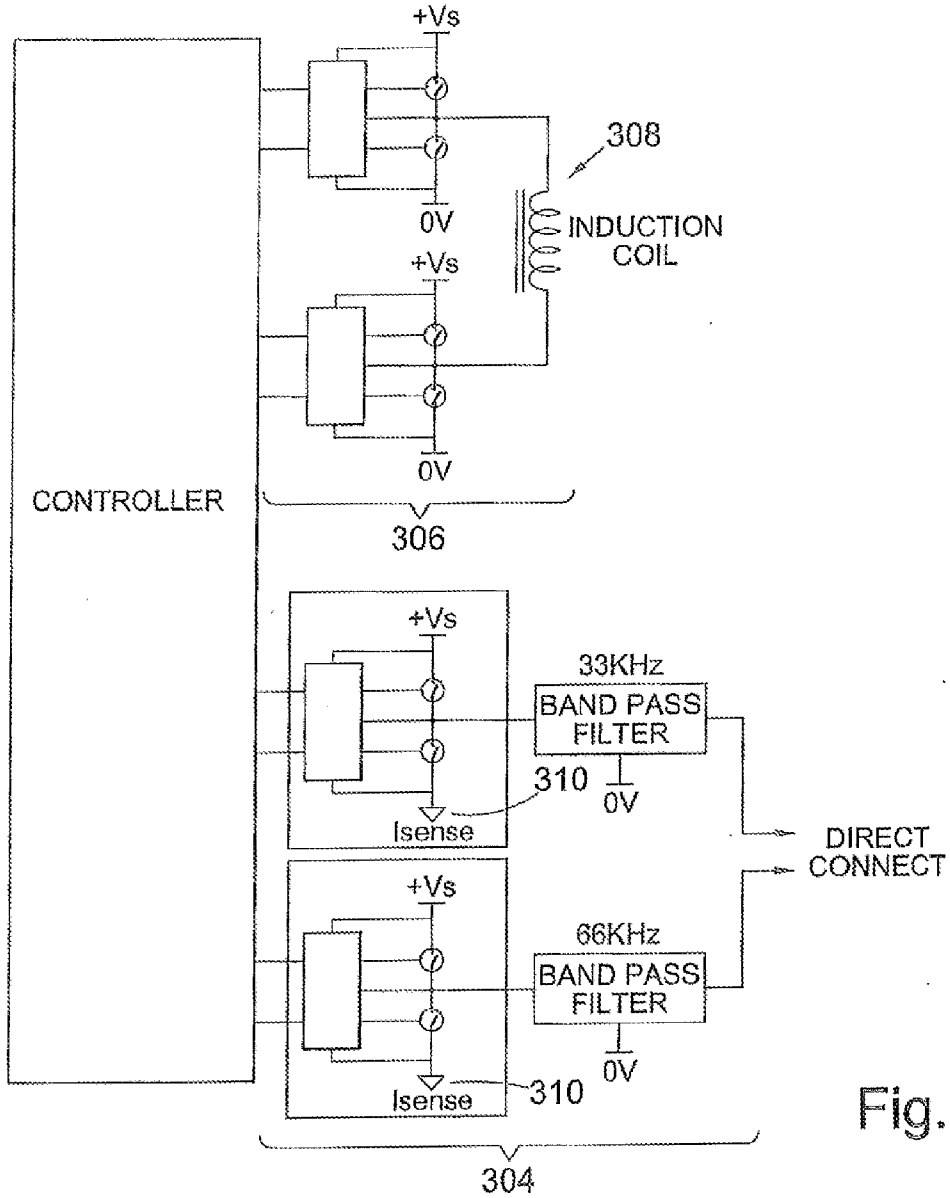 +Vs
308
INDUCTION
COIL
0V
+Vs
0V
CONTROLLER
306
+Vs
33KHz
BAND PASS
FILTER
310
0V
Isense
DIRECT
CONNECT
+Vs
66KHz
BAND PASS
FILTER
0V
Isense
310
Fig.
304